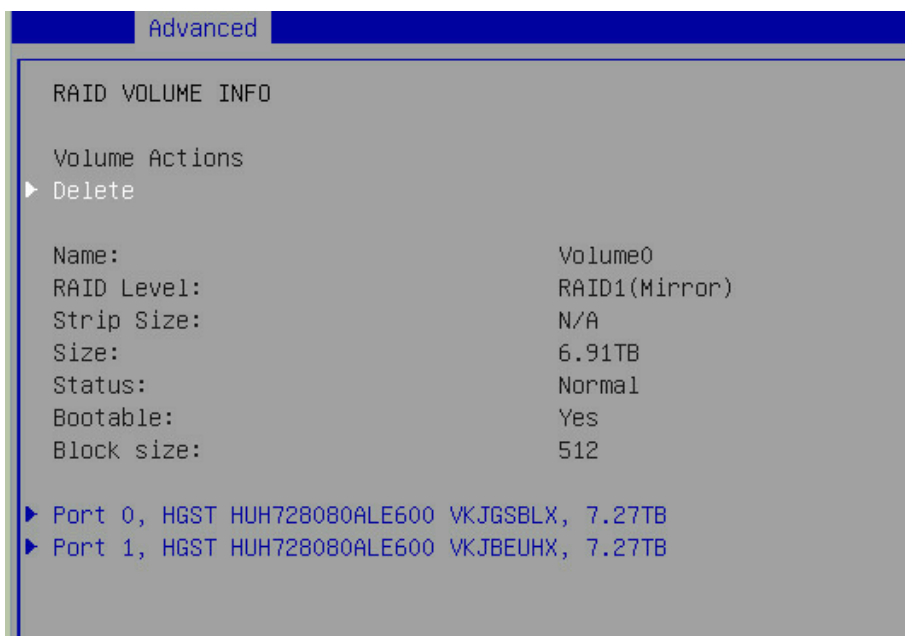 Advanced
RAID VOLUME INFO
Volume Actions
Delete
Name: Volume0
RAID Level: RAID1(Mirror)
Strip Size: N/A
Size: 6.91TB
Status: Normal
Bootable: Yes
Block size: 512
Port 0, HGST HUH728080ALE600 VKJGSBLX, 7.27TB
Port 1, HGST HUH728080ALE600 VKJBEUHX, 7.27TB